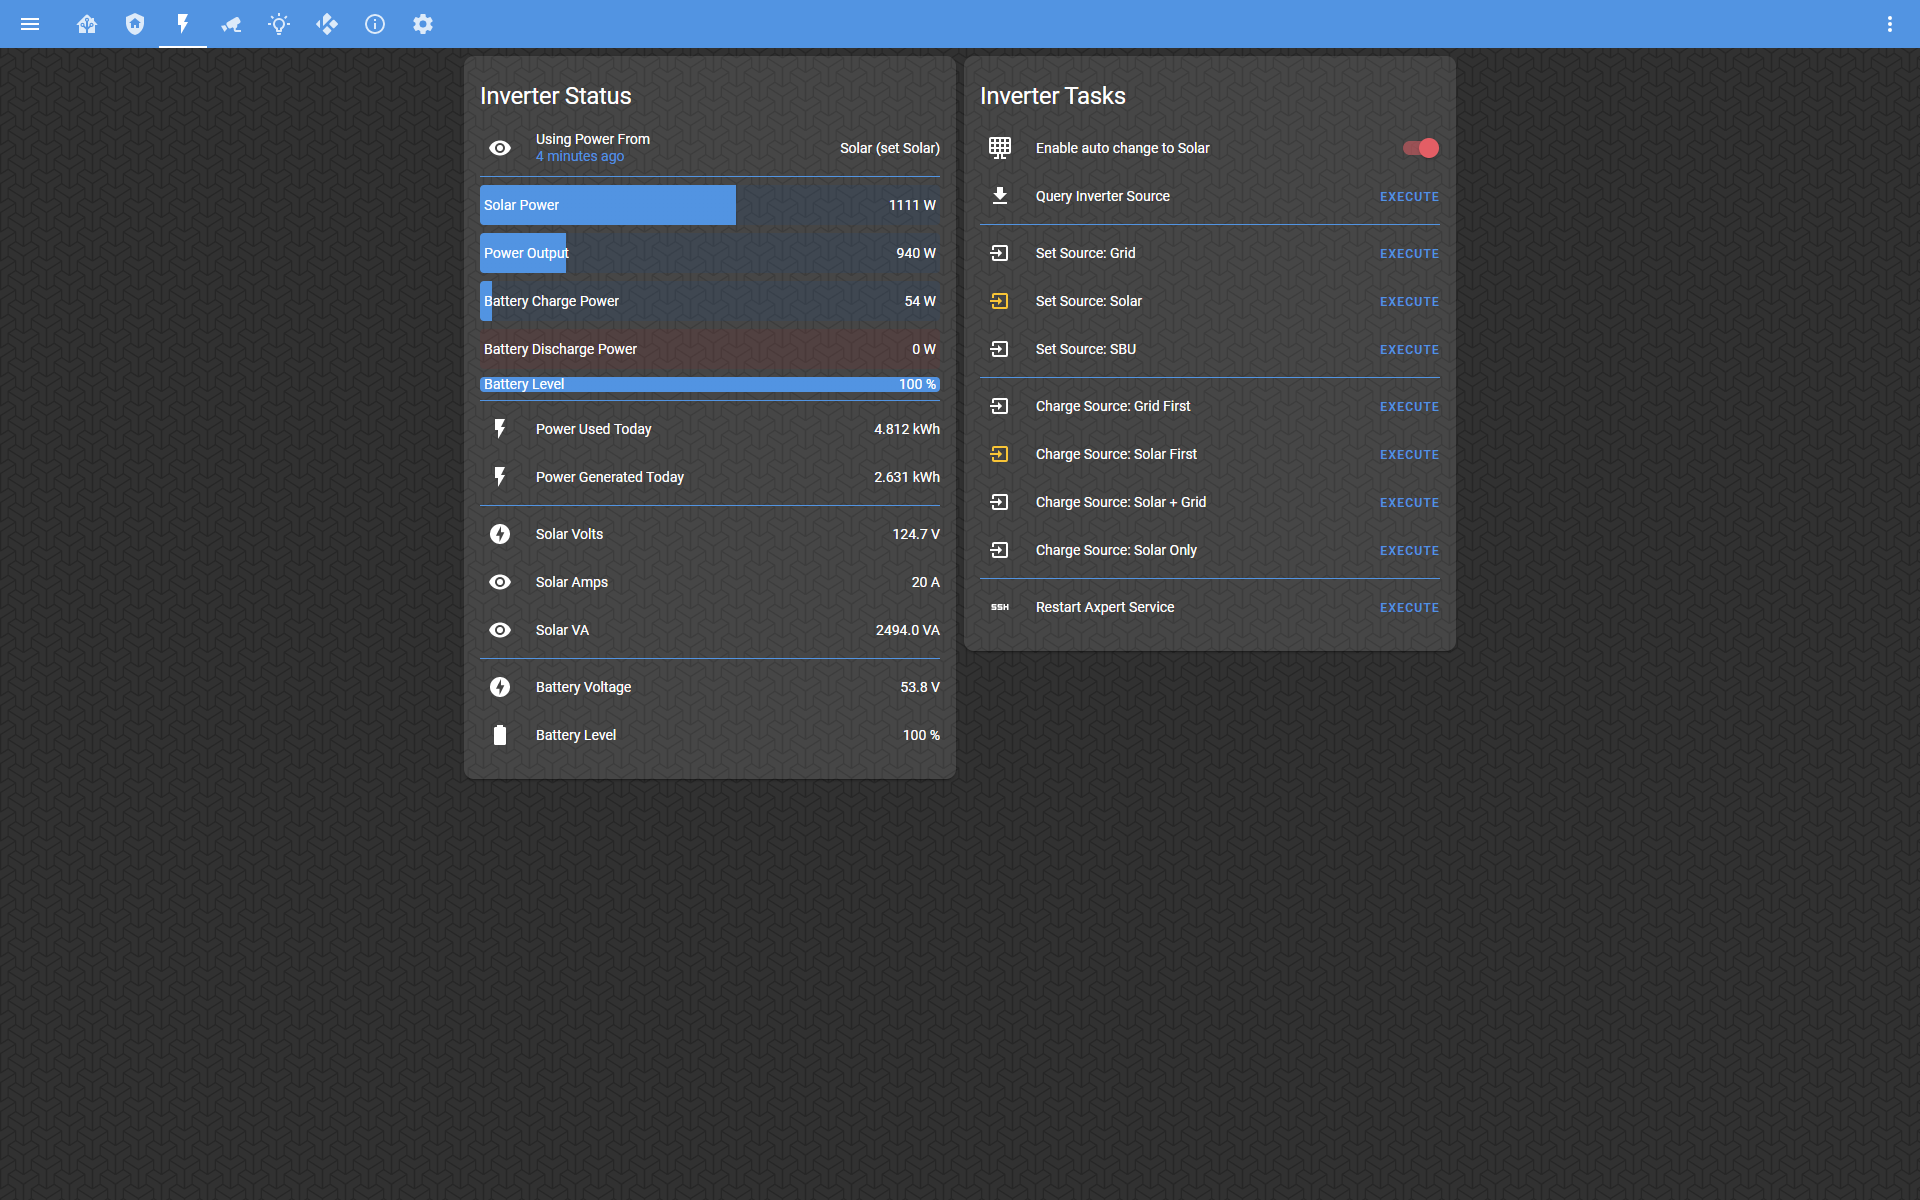 Inverter Status
Using Power From
4 minutes ago
Solar (set Solar)
Solar Power 1111 W
Power Output 940 W
Battery Charge Power 54 W
Battery Discharge Power 0 W
Battery Level 100 %
Power Used Today 4.812 kWh
Power Generated Today 2.631 kWh
Solar Volts 124.7 V
Solar Amps 20 A
Solar VA 2494.0 VA
Battery Voltage 53.8 V
Battery Level 100 %
Inverter Tasks
Enable auto change to Solar
Query Inverter Source EXECUTE
Set Source: Grid EXECUTE
Set Source: Solar EXECUTE
Set Source: SBU EXECUTE
Charge Source: Grid First EXECUTE
Charge Source: Solar First EXECUTE
Charge Source: Solar + Grid EXECUTE
Charge Source: Solar Only EXECUTE
SSH Restart Axpert Service EXECUTE